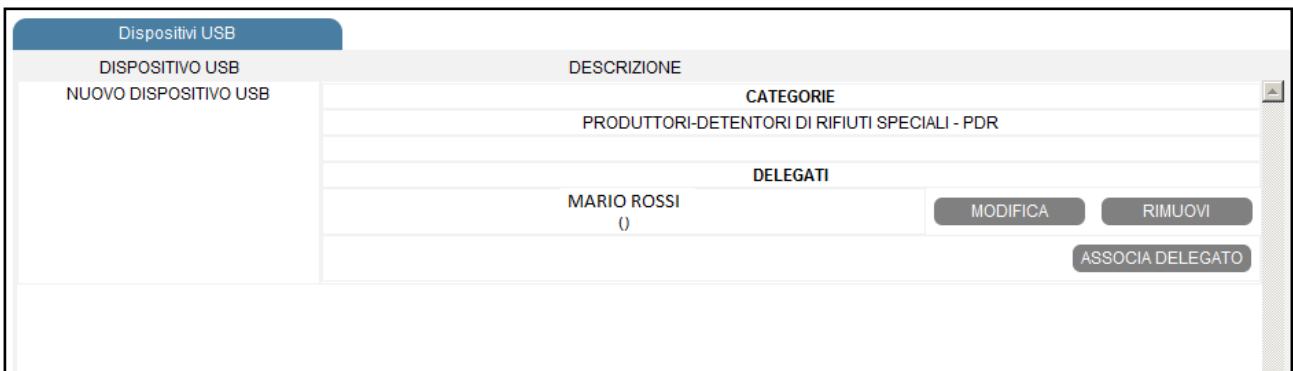 Dispositivi USB
DISPOSITIVO USB DESCRIZIONE
NUOVO DISPOSITIVO USB
CATEGORIE
PRODUTTORI-DETENTORI DI RIFIUTI SPECIALI - PDR
DELEGATI
MARIO ROSSI
()
MODIFICA RIMUOVI
ASSOCIA DELEGATO